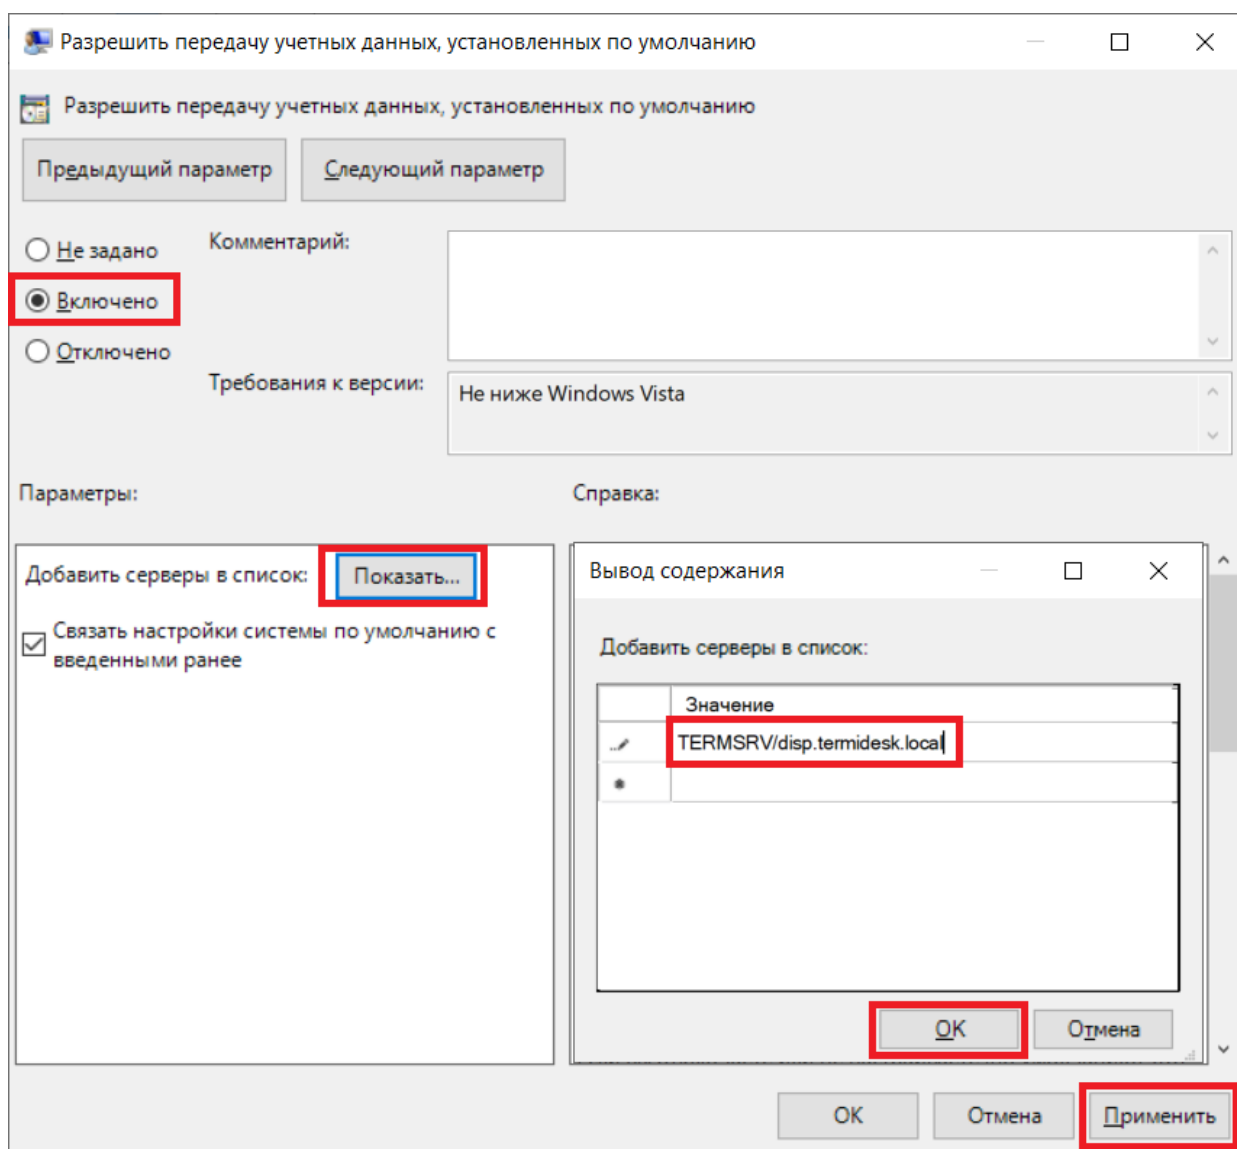 Разрешить передачу учетных данных, установленных по умолчанию
Разрешить передачу учетных данных, установленных по умолчанию
Предыдущий параметр
Следующий параметр
Не задано
Комментарий:
Включено
Отключено
Требования к версии:
Не ниже Windows Vista
Параметры:
Справка:
Добавить серверы в список:
Показать...
Связать настройки системы по умолчанию с
введенными ранее
Вывод содержания
Добавить серверы в список:
Значение
TERMSRV/disp.termidesk.local
OK
Отмена
OK
Отмена
Применить